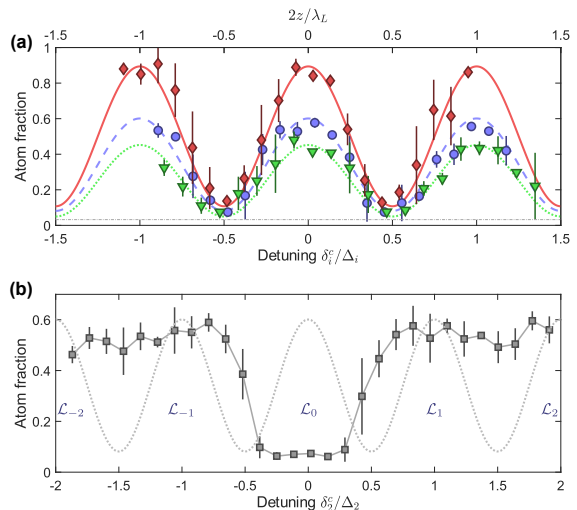 2z/λ_L
(a)
-1.5 -1 -0.5 0 0.5 1 1.5
1
0.8
0.6
0.4
0.2
0
Atom fraction
-1.5 -1 -0.5 0 0.5 1 1.5
Detuning δ_i^c/Δ_i
(b)
0.6
0.4
0.2
0
Atom fraction
ℒ_{-2} ℒ_{-1} ℒ_0 ℒ_1 ℒ_2
-2 -1.5 -1 -0.5 0 0.5 1 1.5 2
Detuning δ_2^c/Δ_2